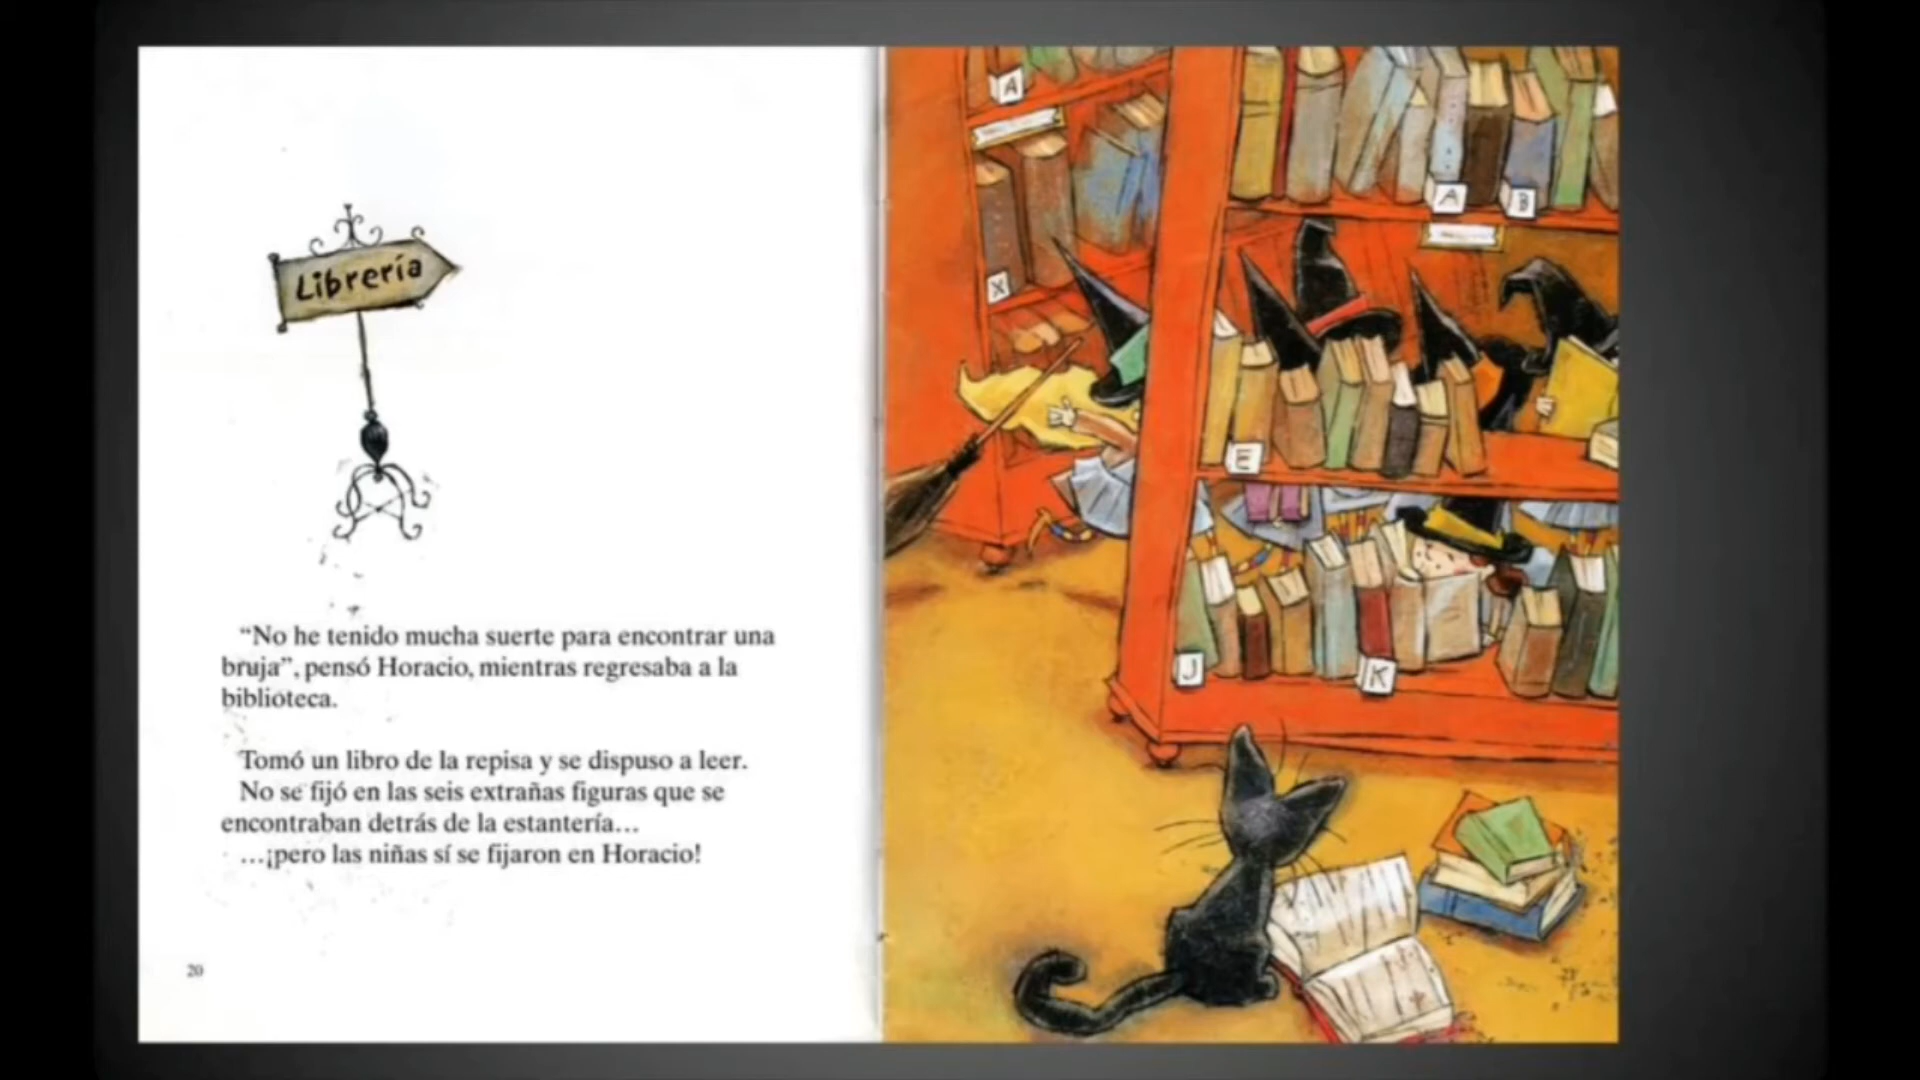 Librería
“No he tenido mucha suerte para encontrar una
bruja”, pensó Horacio, mientras regresaba a la
biblioteca.
Tomó un libro de la repisa y se dispuso a leer.
No se fijó en las seis extrañas figuras que se
encontraban detrás de la estantería…
…¡pero las niñas sí se fijaron en Horacio!
20
A
X
A B
E
J K